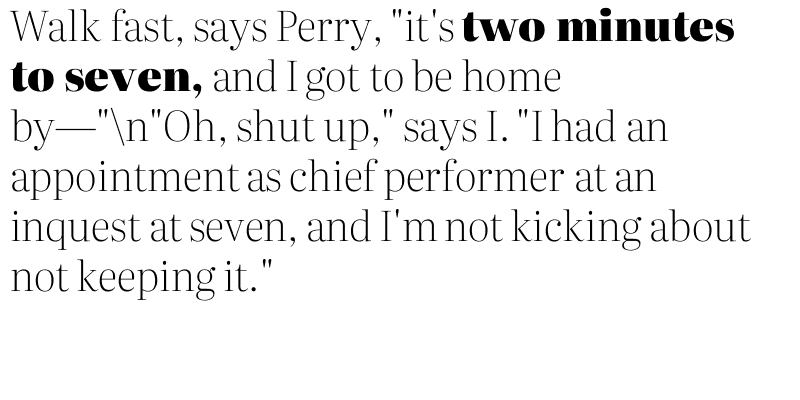 Walk fast, says Perry, "it's two minutes
to seven, and I got to be home
by—"\n"Oh, shut up," says I. "I had an
appointment as chief performer at an
inquest at seven, and I'm not kicking about
not keeping it."